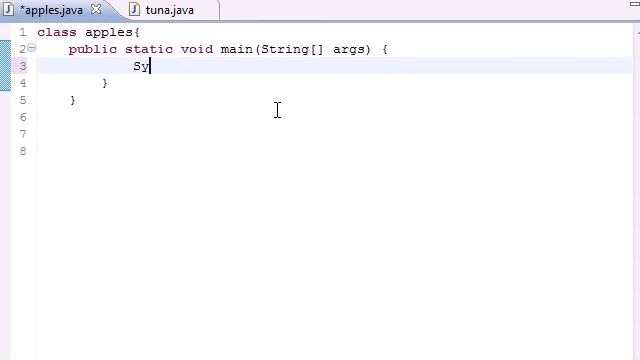 *apples.java tuna.java
1 class apples{
2 public static void main(String[] args) {
3 Sy
4 }
5 }
6
7
8